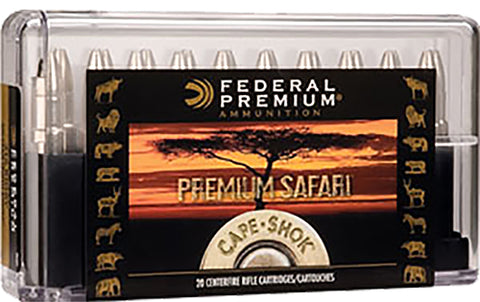 FEDERAL
PREMIUM®
AMMUNITION
PREMIUM SAFARI
CAPE·SHOK®
20 CENTERFIRE RIFLE CARTRIDGES/CARTOUCHES